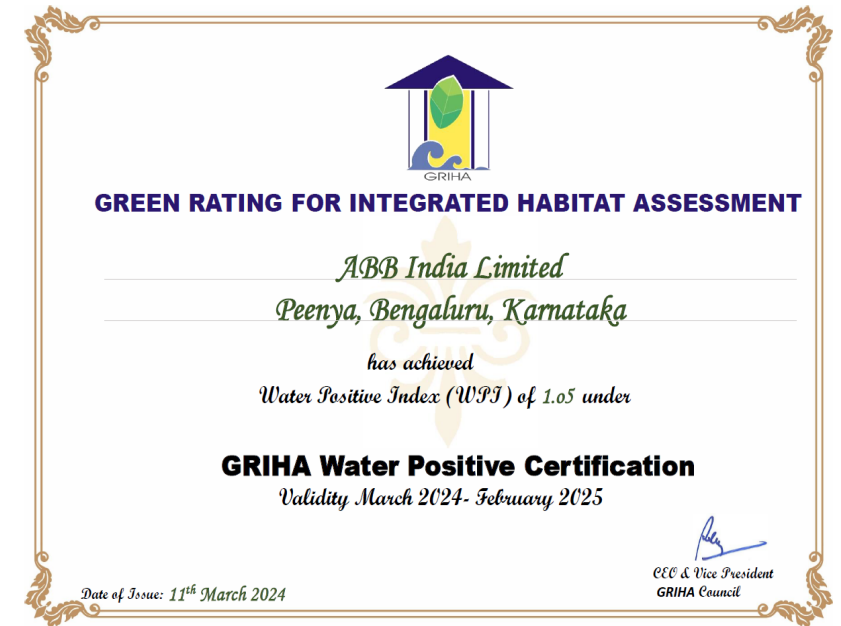 GRIHA
GREEN RATING FOR INTEGRATED HABITAT ASSESSMENT
ABB India Limited
Peenya, Bengaluru, Karnataka
has achieved
Water Positive Index (WPI) of 1.05 under
GRIHA Water Positive Certification
Validity March 2024- February 2025
CEO & Vice President
GRIHA Council
Date of Issue: 11th March 2024